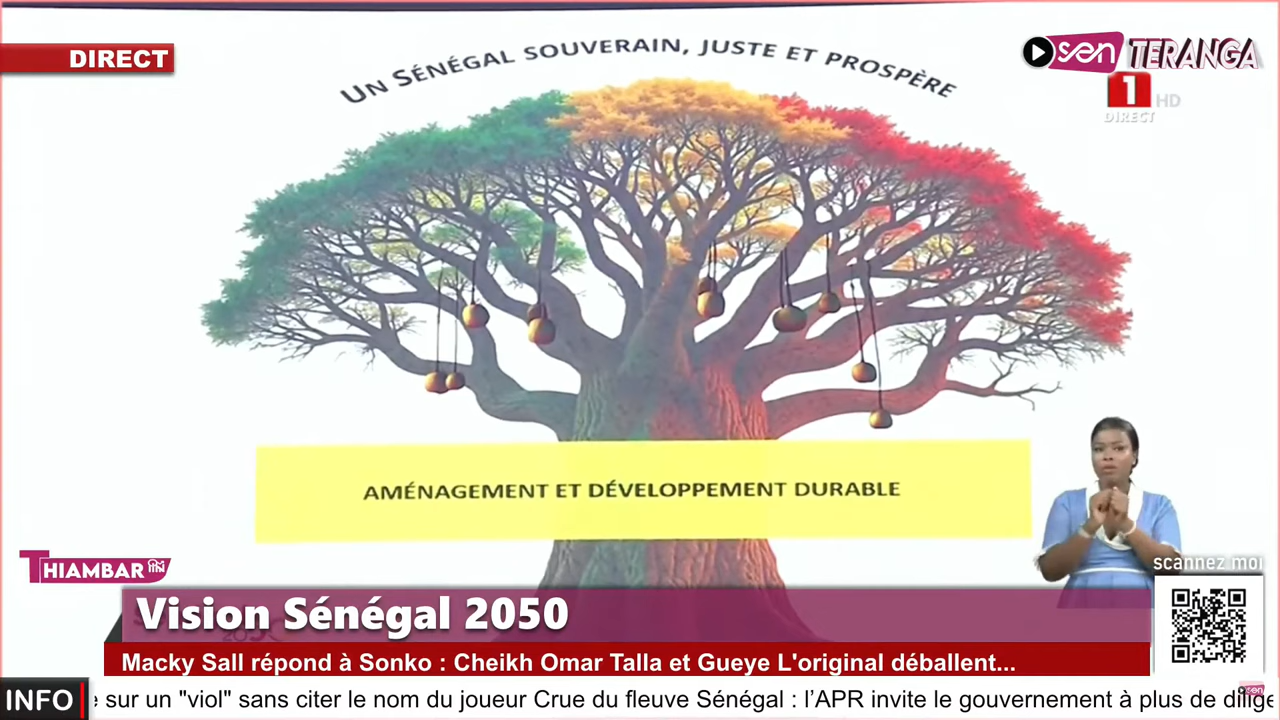 UN SÉNÉGAL SOUVERAIN, JUSTE ET PROSPÈRE
DIRECT
sen TERANGA
1 HD
DIRECT
AMÉNAGEMENT ET DÉVELOPPEMENT DURABLE
THIAMBAR
scannez moi
Vision Sénégal 2050
Macky Sall répond à Sonko : Cheikh Omar Talla et Gueye L'original déballent...
INFO
sur un "viol" sans citer le nom du joueur Crue du fleuve Sénégal : l’APR invite le gouvernement à plus de dilige